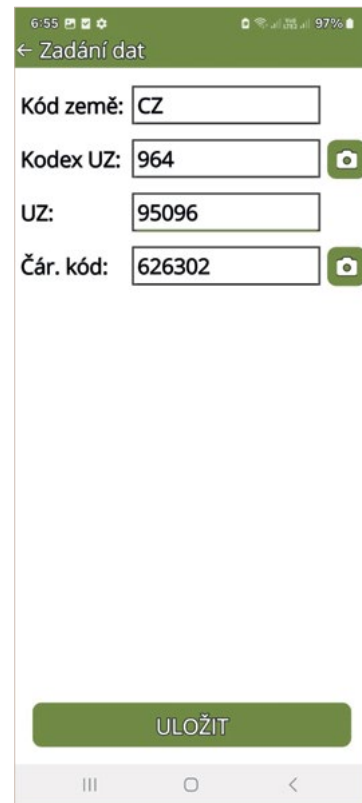 6:55 97%
← Zadání dat
Kód země: CZ
Kodex UZ: 964
UZ: 95096
Čár. kód: 626302
ULOŽIT